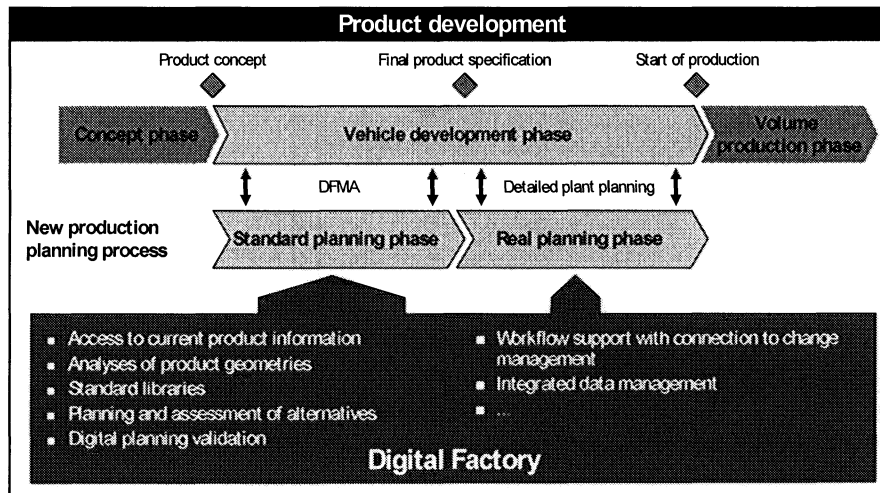 Product development
Product concept
Final product specification
Start of production
Concept phase
Vehicle development phase
Volume
production phase
DFMA
Detailed plant planning
New production
planning process
Standard planning phase
Real planning phase
▪ Access to current product information
▪ Analyses of product geometries
▪ Standard libraries
▪ Planning and assessment of alternatives
▪ Digital planning validation
▪ Workflow support with connection to change
management
▪ Integrated data management
▪ ...
Digital Factory